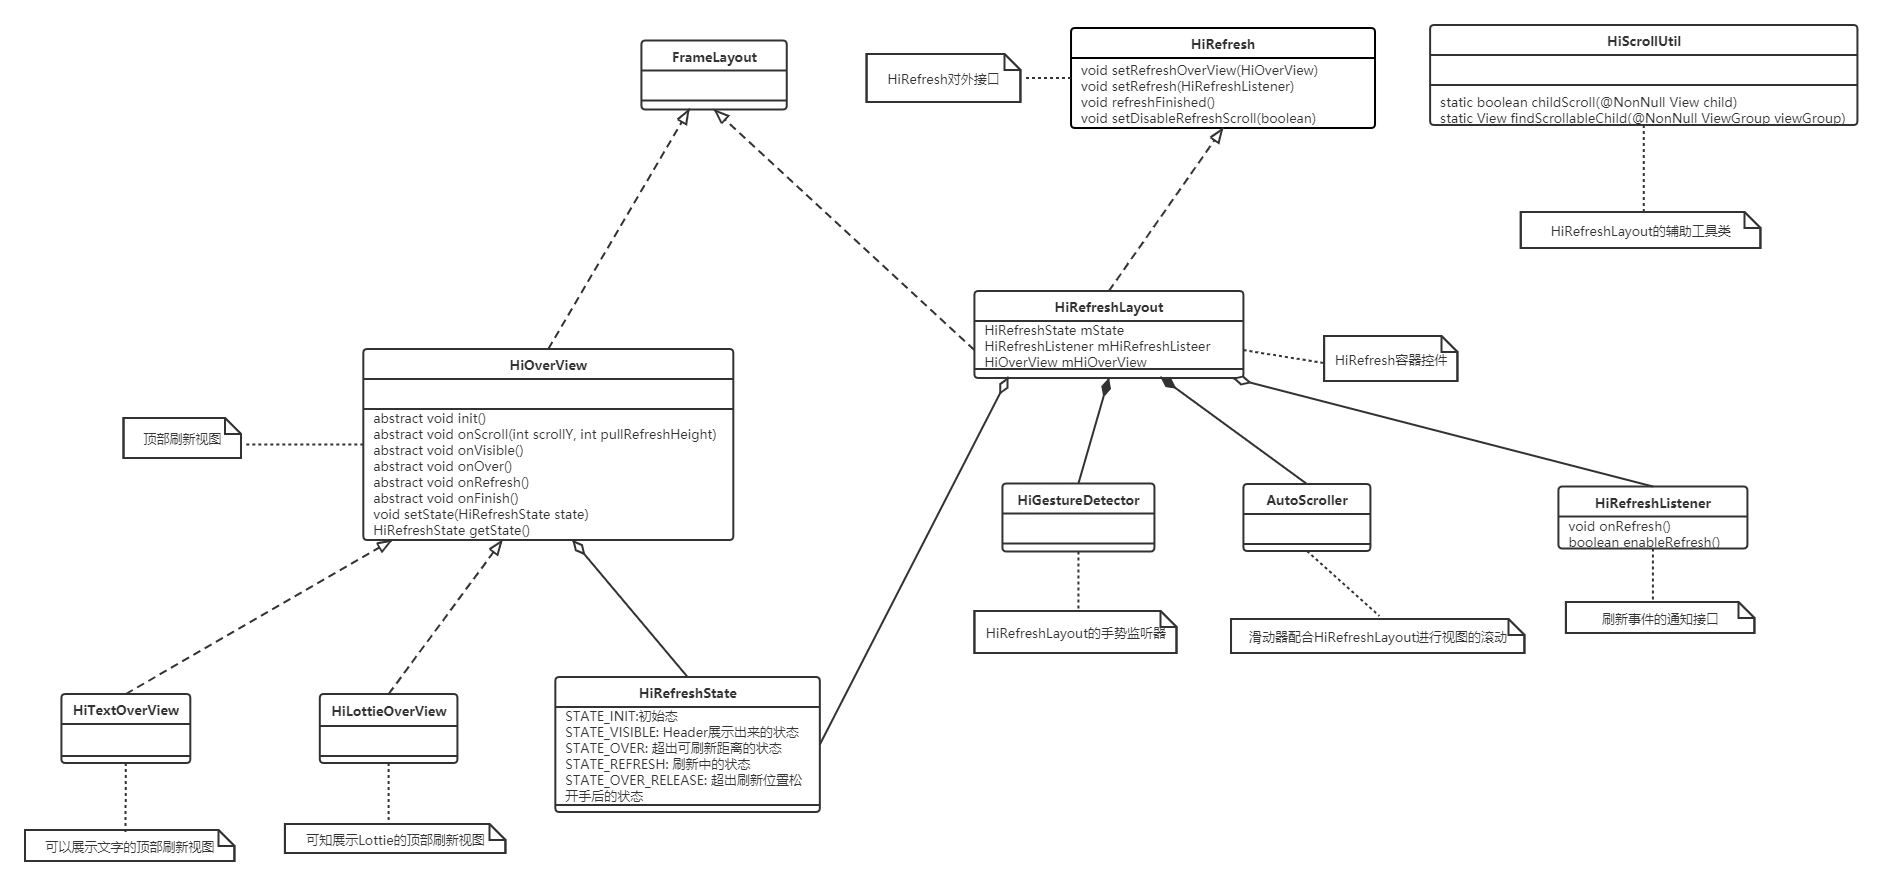 FrameLayout
HiRefresh对外接口
HiRefresh
void setRefreshOverView(HiOverView)
void setRefresh(HiRefreshListener)
void refreshFinished()
void setDisableRefreshScroll(boolean)
HiScrollUtil
static boolean childScroll(@NonNull View child)
static View findScrollableChild(@NonNull ViewGroup viewGroup)
HiRefreshLayout的辅助工具类
HiRefreshLayout
HiRefreshState mState
HiRefreshListener mHiRefreshListeer
HiOverView mHiOverView
HiRefresh容器控件
顶部刷新视图
HiOverView
abstract void init()
abstract void onScroll(int scrollY, int pullRefreshHeight)
abstract void onVisible()
abstract void onOver()
abstract void onRefresh()
abstract void onFinish()
void setState(HiRefreshState state)
HiRefreshState getState()
HiGestureDetector
AutoScroller
HiRefreshListener
void onRefresh()
boolean enableRefresh()
HiRefreshLayout的手势监听器
滑动器配合HiRefreshLayout进行视图的滚动
刷新事件的通知接口
HiTextOverView
HiLottieOverView
HiRefreshState
STATE_INIT:初始态
STATE_VISIBLE: Header展示出来的状态
STATE_OVER: 超出可刷新距离的状态
STATE_REFRESH: 刷新中的状态
STATE_OVER_RELEASE: 超出刷新位置松
开手后的状态
可以展示文字的顶部刷新视图
可知展示Lottie的顶部刷新视图